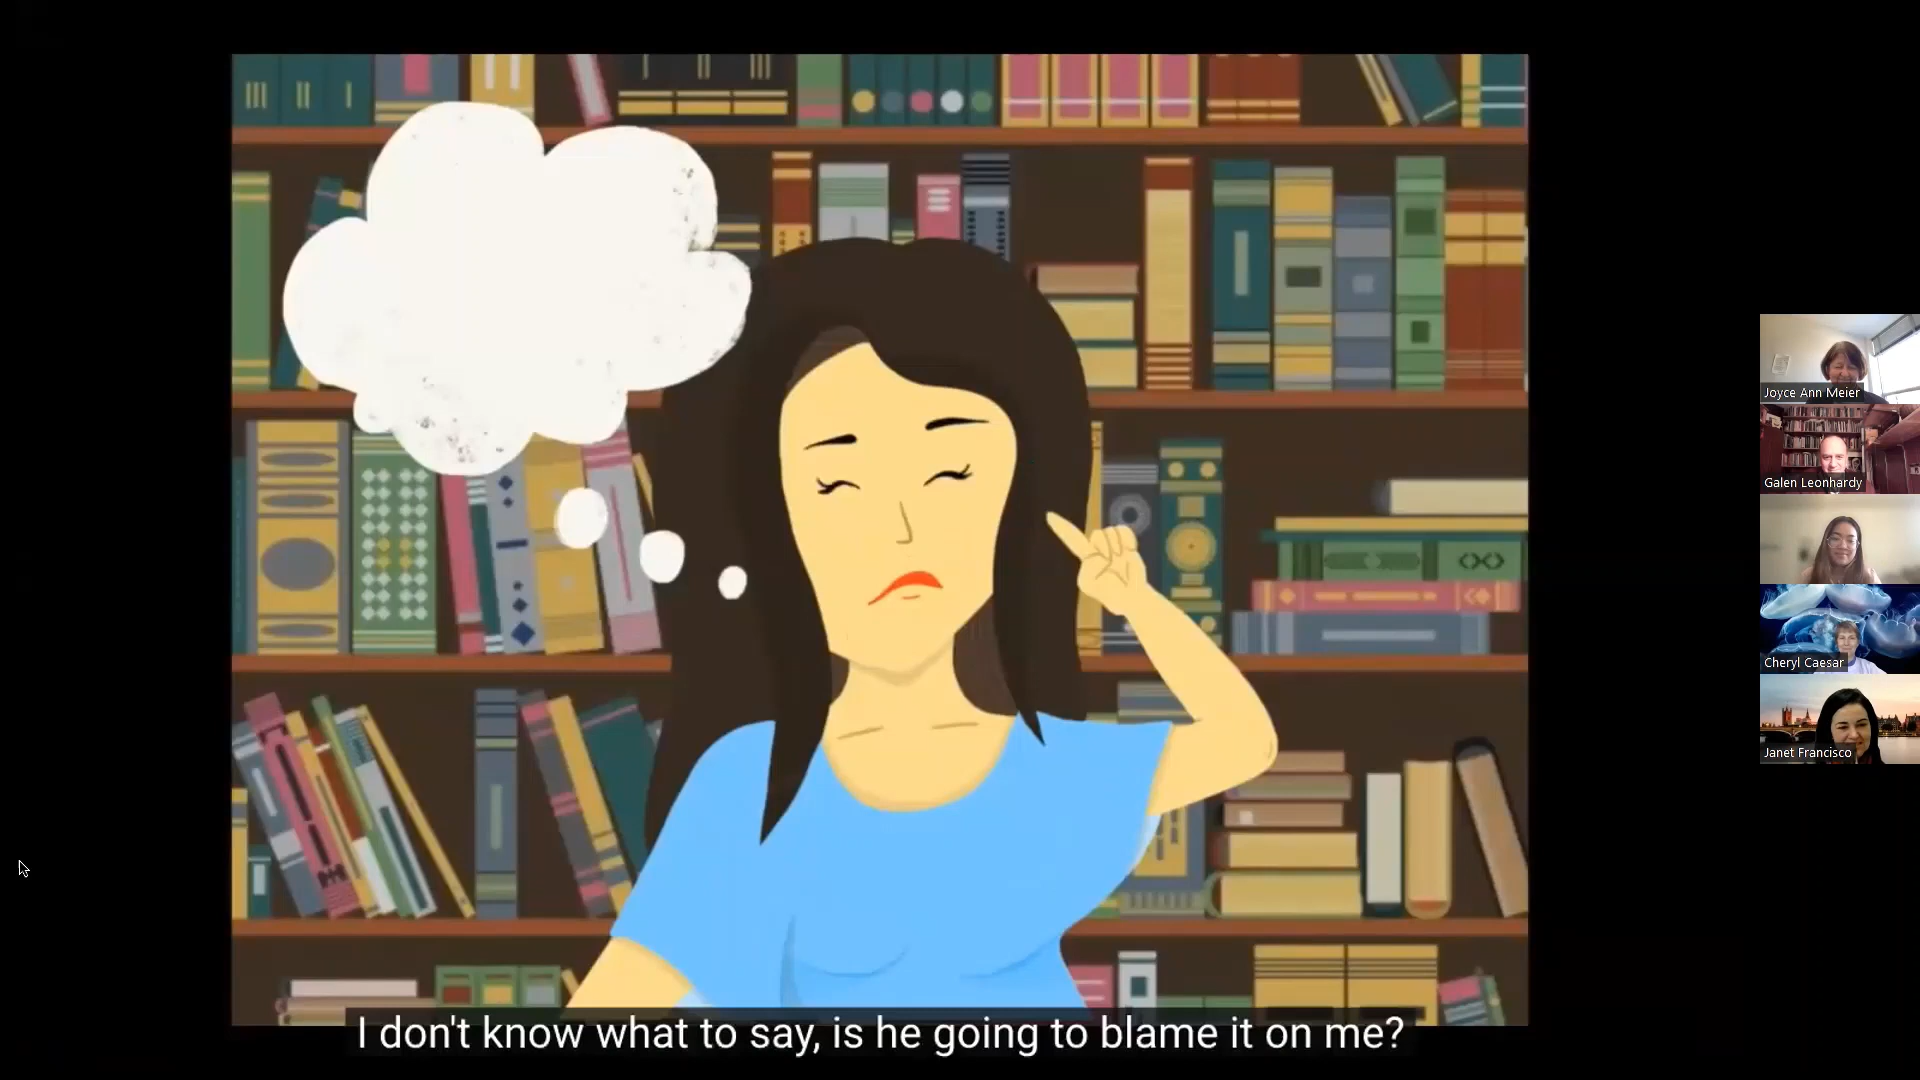 Joyce Ann Meier
Galen Leonhardy
Cheryl Caesar
Janet Francisco
I don't know what to say, is he going to blame it on me?